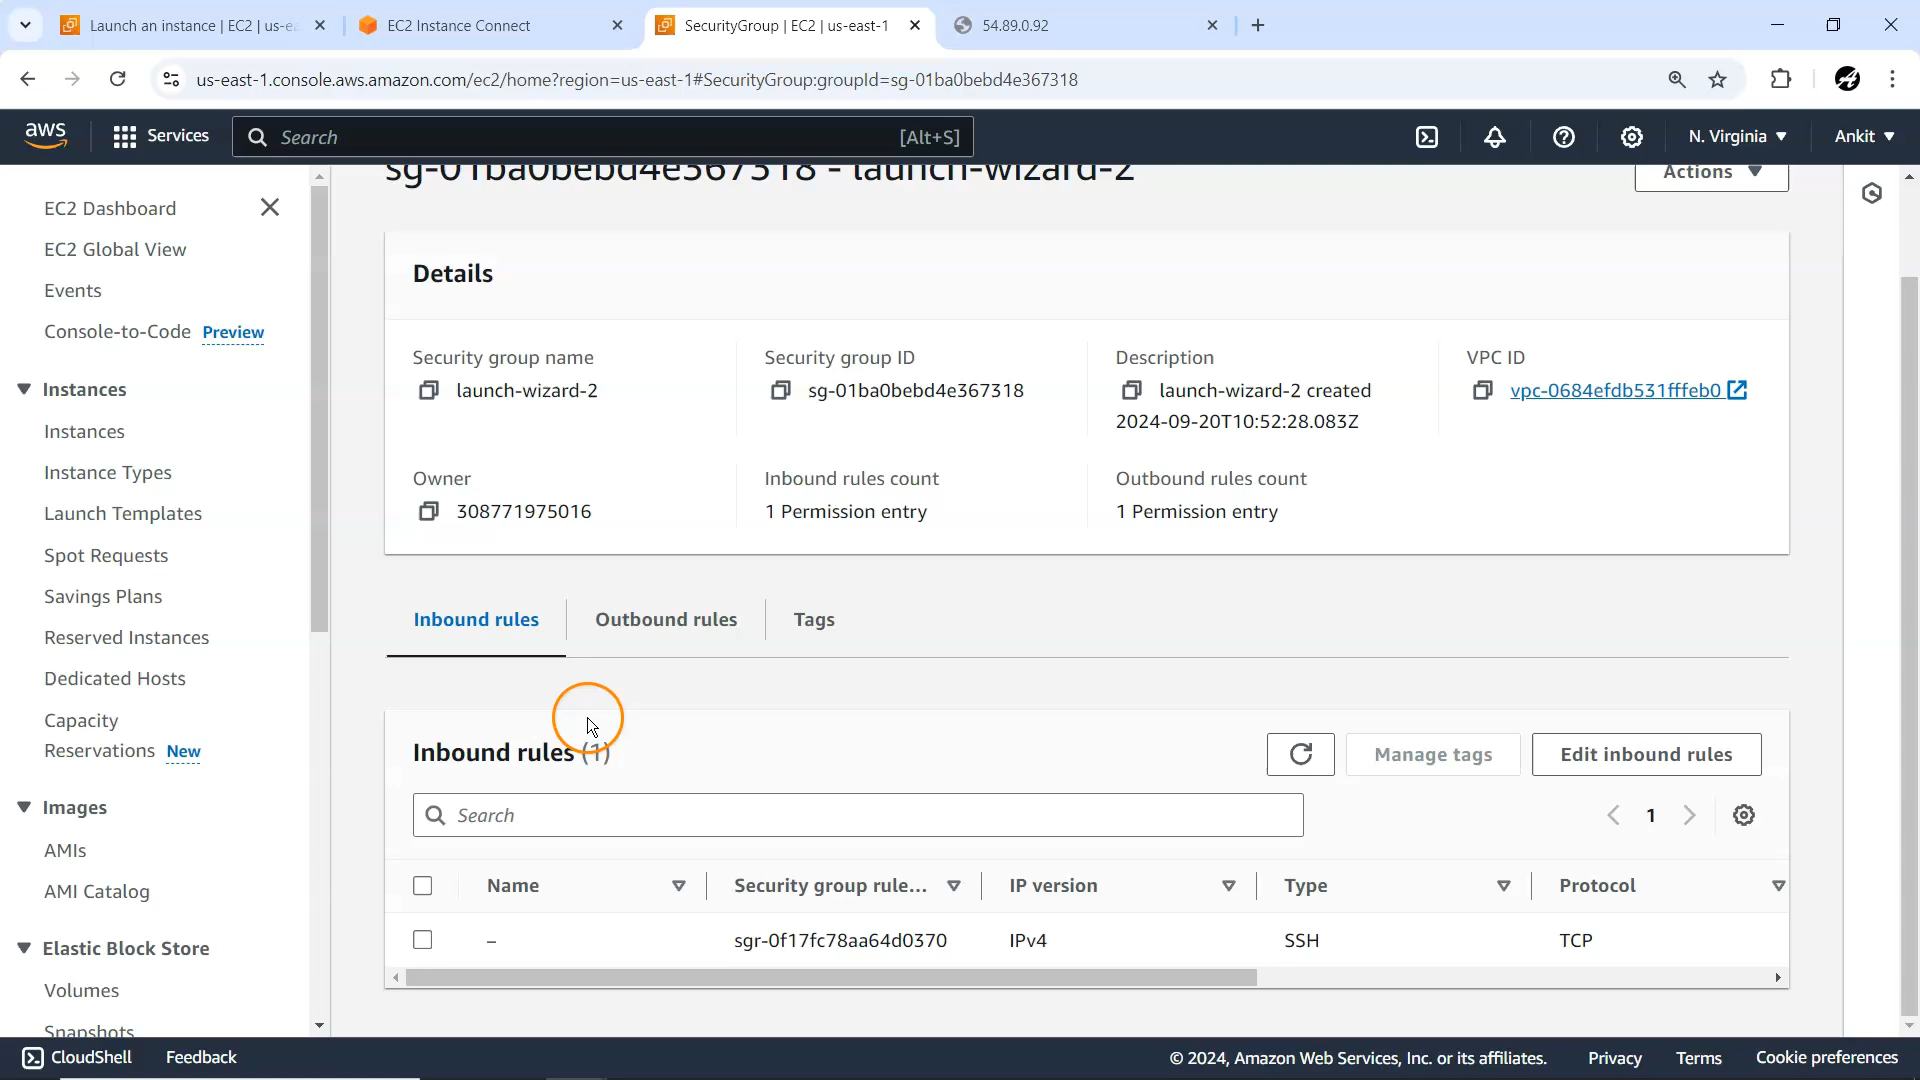 Launch an instance | EC2 | us-ea
EC2 Instance Connect
SecurityGroup | EC2 | us-east-1
54.89.0.92
us-east-1.console.aws.amazon.com/ec2/home?region=us-east-1#SecurityGroup:groupId=sg-01ba0bebd4e367318
aws
Services
Search
[Alt+S]
N. Virginia
Ankit
sg-01ba0bebd4e367318 - launch-wizard-2
Actions
EC2 Dashboard
EC2 Global View
Events
Console-to-Code Preview
Instances
Instances
Instance Types
Launch Templates
Spot Requests
Savings Plans
Reserved Instances
Dedicated Hosts
Capacity
Reservations New
Images
AMIs
AMI Catalog
Elastic Block Store
Volumes
Snapshots
Details
Security group name
launch-wizard-2
Security group ID
sg-01ba0bebd4e367318
Description
launch-wizard-2 created
2024-09-20T10:52:28.083Z
VPC ID
vpc-0684efdb531fffeb0
Owner
308771975016
Inbound rules count
1 Permission entry
Outbound rules count
1 Permission entry
Inbound rules
Outbound rules
Tags
Inbound rules (1)
Manage tags
Edit inbound rules
Search
1
Name
Security group rule...
IP version
Type
Protocol
–
sgr-0f17fc78aa64d0370
IPv4
SSH
TCP
CloudShell
Feedback
© 2024, Amazon Web Services, Inc. or its affiliates.
Privacy
Terms
Cookie preferences